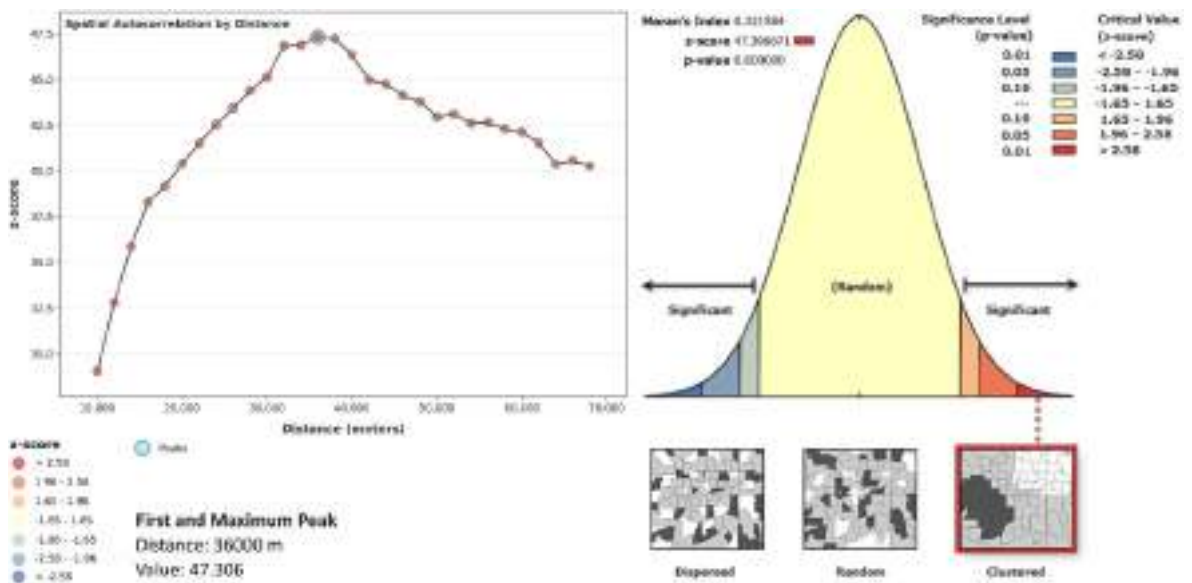 Spatial Autocorrelation by Distance
z-score
47.5
45.0
42.5
40.0
37.5
35.0
32.5
30.0
10,000 20,000 30,000 40,000 50,000 60,000 70,000
Distance (meters)
z-score
> 2.58
1.96 - 2.58
1.65 - 1.96
-1.65 - 1.65
-1.96 - -1.65
-2.58 - -1.96
< -2.58
Peaks
First and Maximum Peak
Distance: 36000 m
Value: 47.306
Moran's Index
z-score
p-value 0.000000
Significance Level
(p-value)
0.01
0.05
0.10
---
0.10
0.05
0.01
Critical Value
(z-score)
< -2.58
-2.58 - -1.96
-1.96 - -1.65
-1.65 - 1.65
1.65 - 1.96
1.96 - 2.58
> 2.58
Significant
(Random)
Significant
Dispersed
Random
Clustered